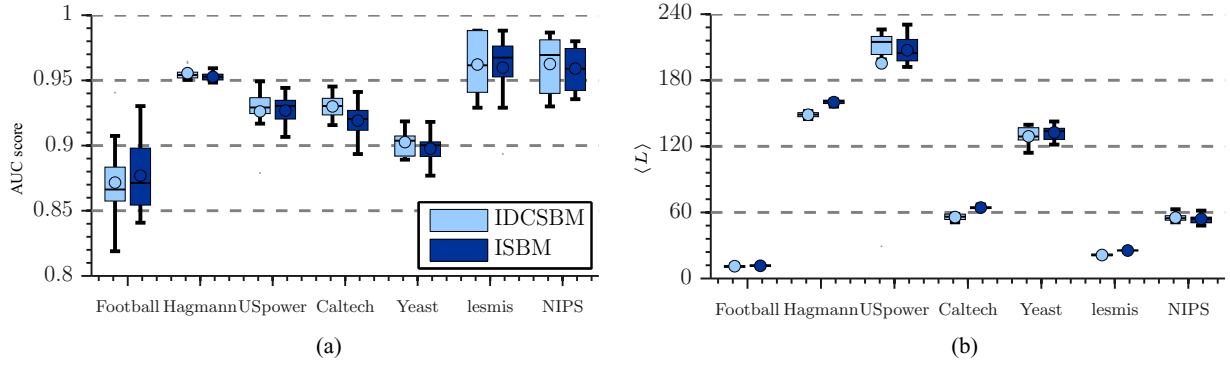 1
0.95
0.9
0.85
0.8
AUC score
IDCSBM
ISBM
Football Hagmann USpower Caltech Yeast lesmis NIPS
(a)
240
180
120
60
0
⟨L⟩
Football Hagmann USpower Caltech Yeast lesmis NIPS
(b)